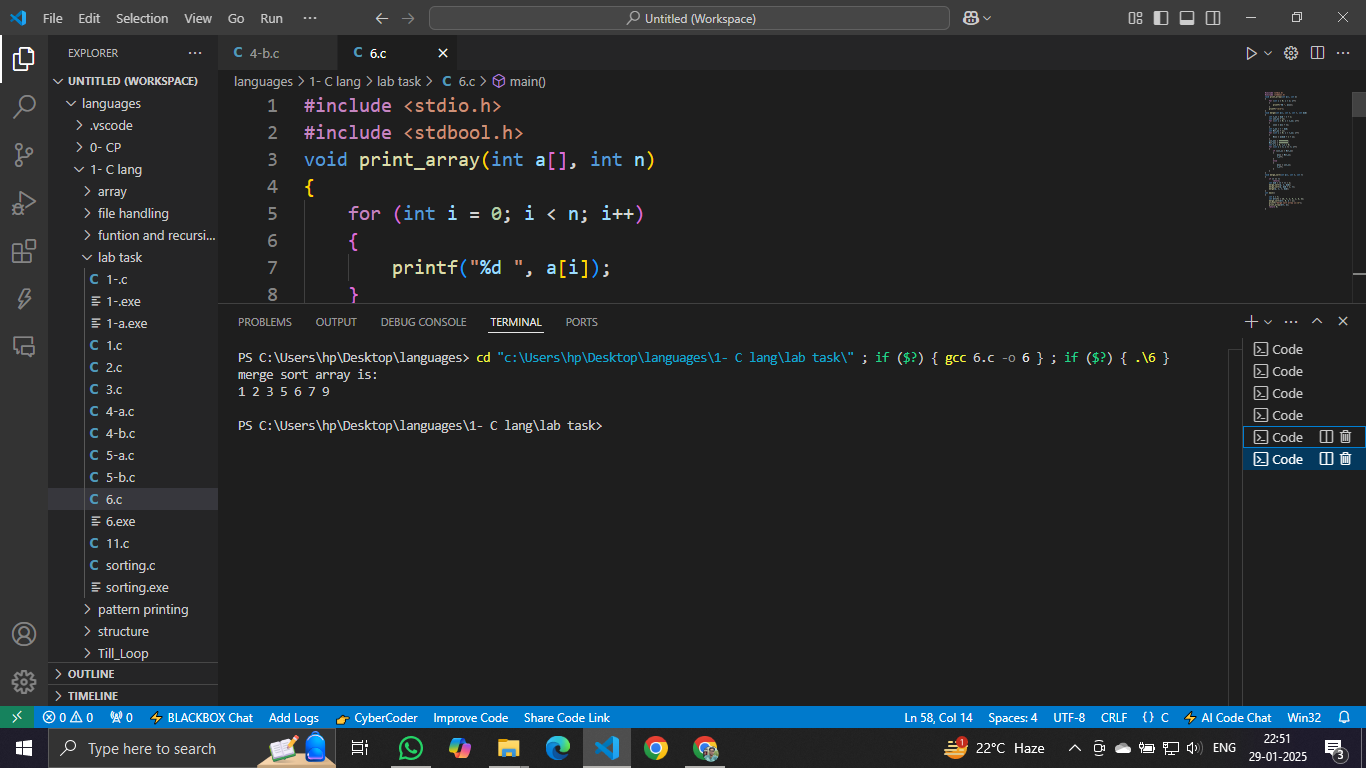 File Edit Selection View Go Run ··· Untitled (Workspace)
EXPLORER ···
UNTITLED (WORKSPACE)
languages
.vscode
0- CP
1- C lang
array
file handling
funtion and recursi...
lab task
C 1-.c
1-.exe
1-a.exe
C 1.c
C 2.c
C 3.c
C 4-a.c
C 4-b.c
C 5-a.c
C 5-b.c
C 6.c
6.exe
C 11.c
C sorting.c
sorting.exe
pattern printing
structure
Till_Loop
OUTLINE
TIMELINE
C 4-b.c C 6.c
languages > 1- C lang > lab task > C 6.c > main()
1 #include <stdio.h>
2 #include <stdbool.h>
3 void print_array(int a[], int n)
4 {
5 for (int i = 0; i < n; i++)
6 {
7 printf("%d ", a[i]);
8 }
PROBLEMS OUTPUT DEBUG CONSOLE TERMINAL PORTS
PS C:\Users\hp\Desktop\languages> cd "c:\Users\hp\Desktop\languages\1- C lang\lab task\" ; if ($?) { gcc 6.c -o 6 } ; if ($?) { .\6 }
merge sort array is:
1 2 3 5 6 7 9
PS C:\Users\hp\Desktop\languages\1- C lang\lab task>
Code
Code
Code
Code
Code
Code
0 0 0 BLACKBOX Chat Add Logs CyberCoder Improve Code Share Code Link Ln 58, Col 14 Spaces: 4 UTF-8 CRLF {} C AI Code Chat Win32
Type here to search 1 22°C Haze ENG 22:51 3
29-01-2025